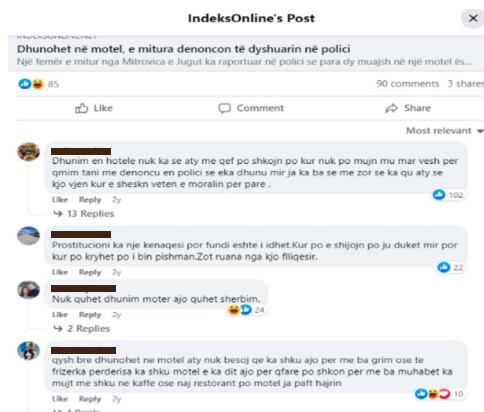 IndeksOnline's Post
INDEKSONLINE.NET
Dhunohet në motel, e mitura denoncon të dyshuarin në polici
Një femër e mitur nga Mitrovica e Jugut ka raportuar në polici se para dy muajsh në një motel ës...
85
90 comments 3 shares
Like Comment Share
Most relevant
Dhunim en hotele nuk ka se aty me qef po shkojn po kur nuk po mujn mu mar vesh per
qmim tani me denoncu en polici se eka dhunu mir ja ka ba se me zor se ka qu aty se
kjo vjen kur e sheskn veten e moralin per pare .
102
Like Reply 2y
13 Replies
Prostitucioni ka nje kenaqesi por fundi eshte i idhet.Kur po e shijojn po ju duket mir por
kur po kryhet po i bin pishman.Zot ruana nga kjo flliqesir.
22
Like Reply 2y
Nuk quhet dhunim moter ajo quhet sherbim.
24
Like Reply 2y
2 Replies
qysh bre dhunohet ne motel aty nuk besoj qe ka shku ajo per me ba grim ose te
frizerka perderisa ka shku motel e ka dit ajo per qfare po shkon per me ba muhabet ka
mujt me shku ne kaffe ose naj restorant po motel ja paft hajrin
10
Like Reply 2y
1 Reply